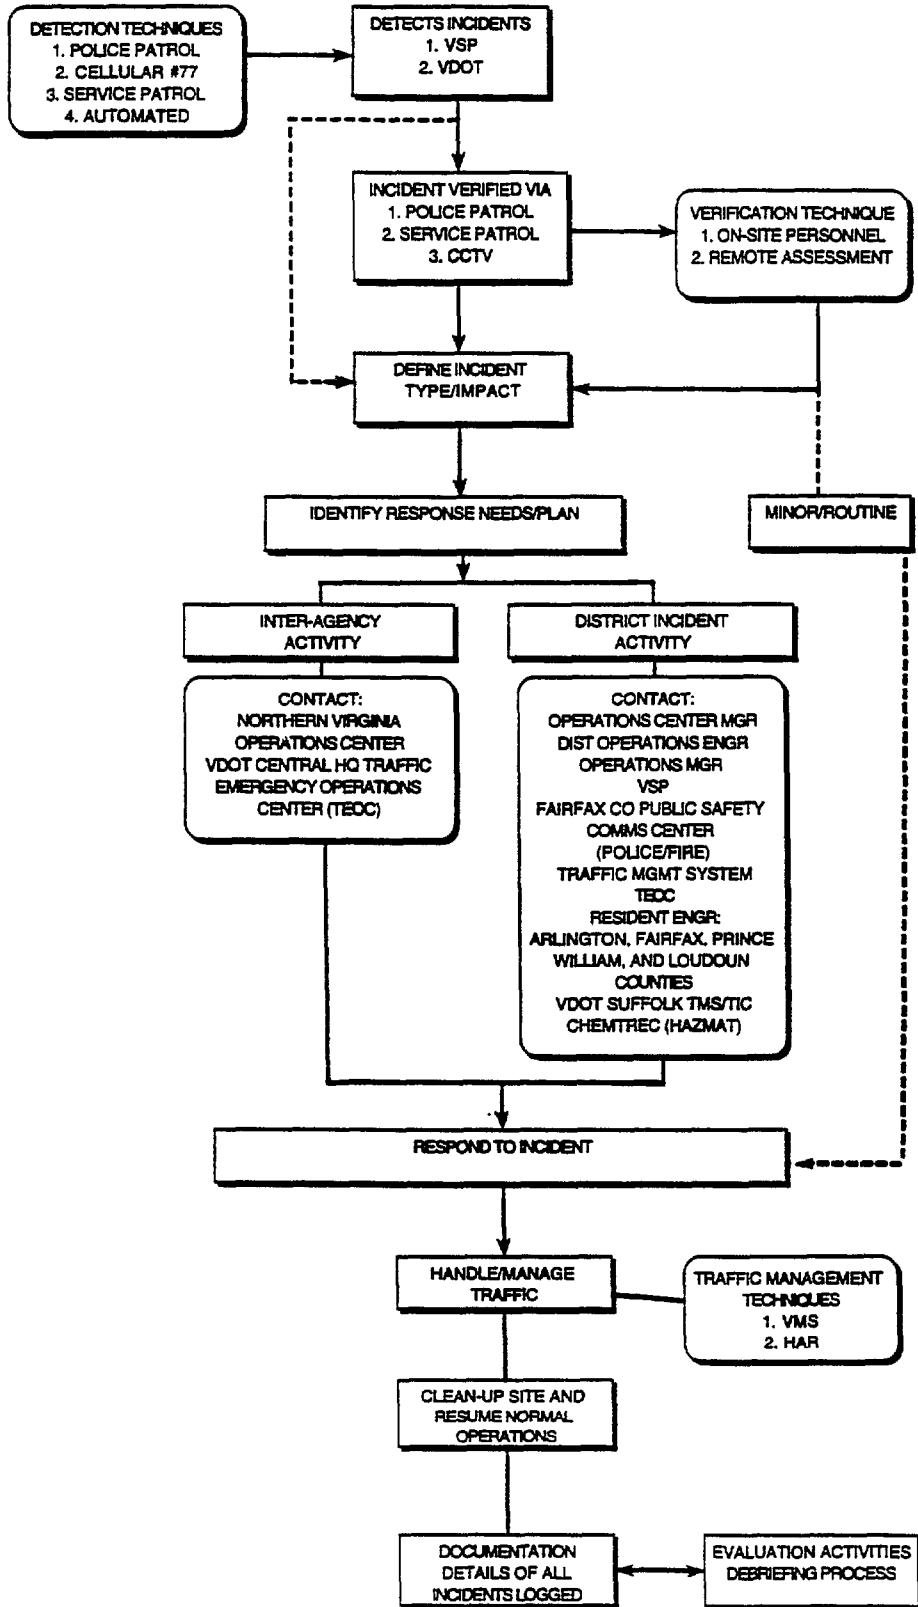 DETECTION TECHNIQUES
1. POLICE PATROL
2. CELLULAR #77
3. SERVICE PATROL
4. AUTOMATED
DETECTS INCIDENTS
1. VSP
2. VDOT
INCIDENT VERIFIED VIA
1. POLICE PATROL
2. SERVICE PATROL
3. CCTV
VERIFICATION TECHNIQUE
1. ON-SITE PERSONNEL
2. REMOTE ASSESSMENT
DEFINE INCIDENT
TYPE/IMPACT
IDENTIFY RESPONSE NEEDS/PLAN
MINOR/ROUTINE
INTER-AGENCY
ACTIVITY
DISTRICT INCIDENT
ACTIVITY
CONTACT:
NORTHERN VIRGINIA
OPERATIONS CENTER
VDOT CENTRAL HQ TRAFFIC
EMERGENCY OPERATIONS
CENTER (TEOC)
CONTACT:
OPERATIONS CENTER MGR
DIST OPERATIONS ENGR
OPERATIONS MGR
VSP
FAIRFAX CO PUBLIC SAFETY
COMMS CENTER
(POLICE/FIRE)
TRAFFIC MGMT SYSTEM
TEOC
RESIDENT ENGR:
ARLINGTON, FAIRFAX, PRINCE
WILLIAM, AND LOUDOUN
COUNTIES
VDOT SUFFOLK TMS/TIC
CHEMTREC (HAZMAT)
RESPOND TO INCIDENT
HANDLE/MANAGE
TRAFFIC
TRAFFIC MANAGEMENT
TECHNIQUES
1. VMS
2. HAR
CLEAN-UP SITE AND
RESUME NORMAL
OPERATIONS
DOCUMENTATION
DETAILS OF ALL
INCIDENTS LOGGED
EVALUATION ACTIVITIES
DEBRIEFING PROCESS